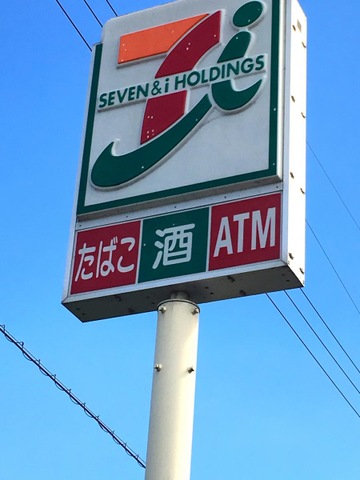 SEVEN & i HOLDINGS
たばこ 酒 ATM